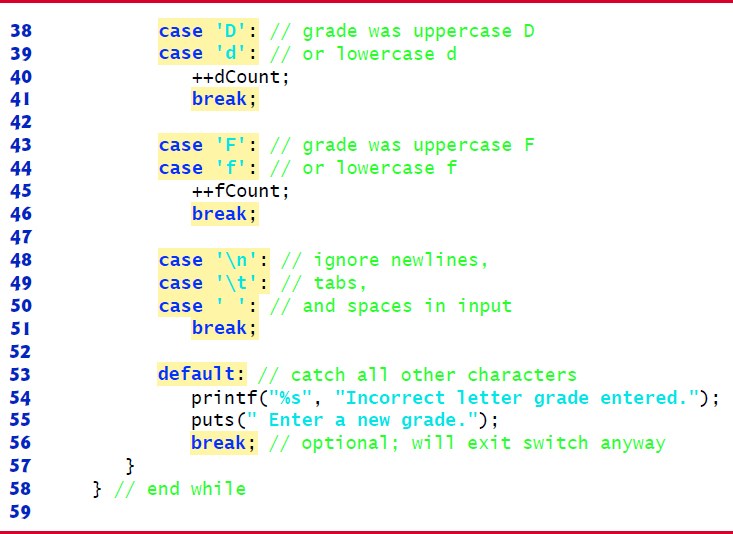 38 case 'D': // grade was uppercase D
39 case 'd': // or lowercase d
40 ++dCount;
41 break;
42
43 case 'F': // grade was uppercase F
44 case 'f': // or lowercase f
45 ++fCount;
46 break;
47
48 case '\n': // ignore newlines,
49 case '\t': // tabs,
50 case ' ': // and spaces in input
51 break;
52
53 default: // catch all other characters
54 printf("%s", "Incorrect letter grade entered.");
55 puts(" Enter a new grade.");
56 break; // optional; will exit switch anyway
57 }
58 } // end while
59